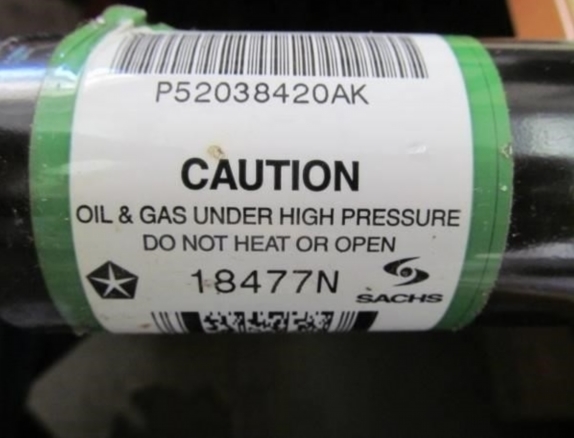 P52038420AK
CAUTION
OIL & GAS UNDER HIGH PRESSURE
DO NOT HEAT OR OPEN
18477N
SACHS